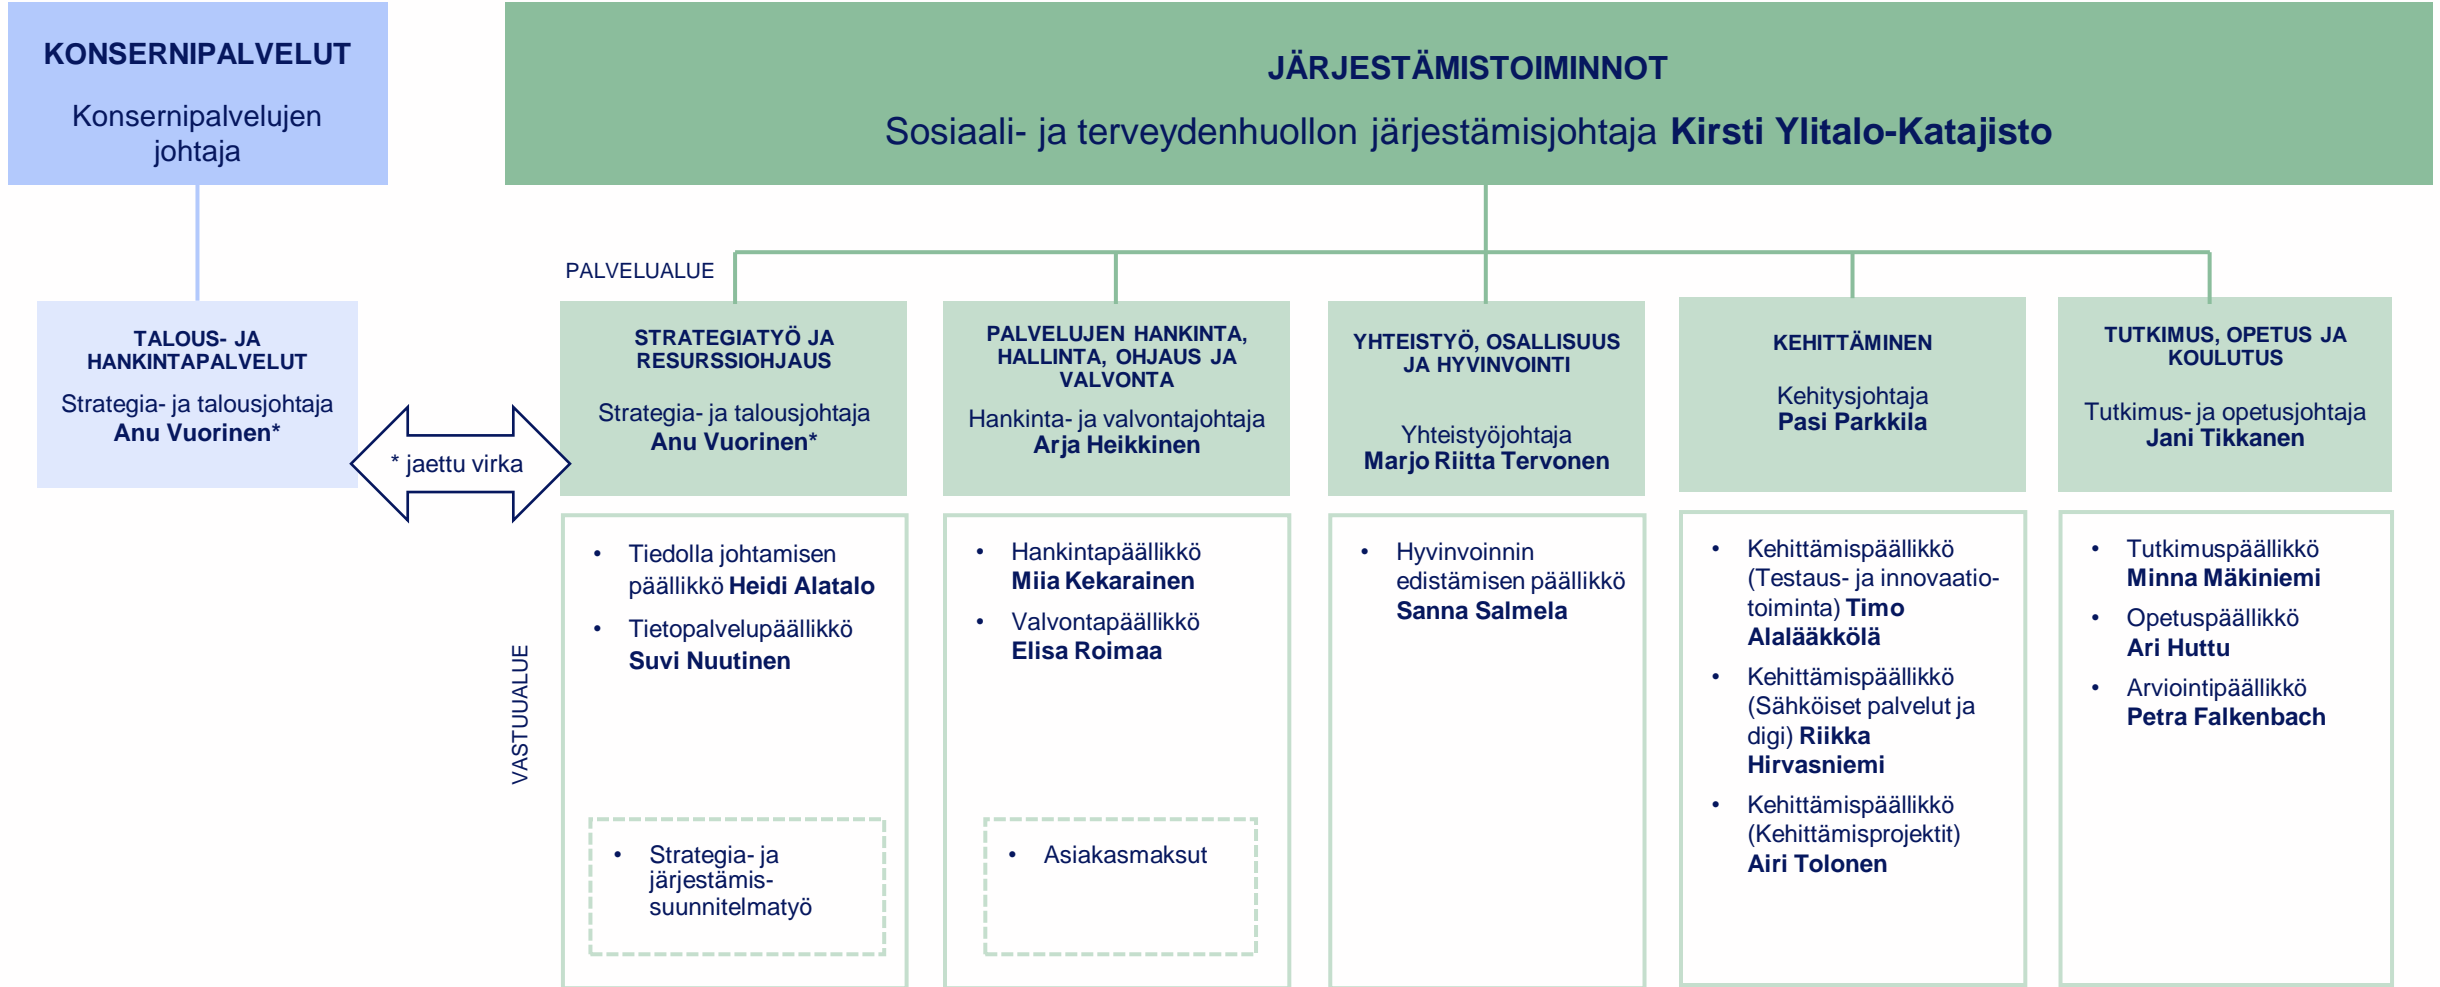 KONSERNIPALVELUT
Konsernipalvelujen
johtaja
JÄRJESTÄMISTOIMINNOT
Sosiaali- ja terveydenhuollon järjestämisjohtaja Kirsti Ylitalo-Katajisto
PALVELUALUE
TALOUS- JA
HANKINTAPALVELUT
Strategia- ja talousjohtaja
Anu Vuorinen*
* jaettu virka
STRATEGIATYÖ JA
RESURSSIOHJAUS
Strategia- ja talousjohtaja
Anu Vuorinen*
PALVELUJEN HANKINTA,
HALLINTA, OHJAUS JA
VALVONTA
Hankinta- ja valvontajohtaja
Arja Heikkinen
YHTEISTYÖ, OSALLISUUS
JA HYVINVOINTI
Yhteistyöjohtaja
Marjo Riitta Tervonen
KEHITTÄMINEN
Kehitysjohtaja
Pasi Parkkila
TUTKIMUS, OPETUS JA
KOULUTUS
Tutkimus- ja opetusjohtaja
Jani Tikkanen
VASTUUALUE
• Tiedolla johtamisen
päällikkö Heidi Alatalo
• Tietopalvelupäällikkö
Suvi Nuutinen
• Strategia- ja
järjestämis-
suunnitelmatyö
• Hankintapäällikkö
Miia Kekarainen
• Valvontapäällikkö
Elisa Roimaa
• Asiakasmaksut
• Hyvinvoinnin
edistämisen päällikkö
Sanna Salmela
• Kehittämispäällikkö
(Testaus- ja innovaatio-
toiminta) Timo
Alalääkkölä
• Kehittämispäällikkö
(Sähköiset palvelut ja
digi) Riikka
Hirvasniemi
• Kehittämispäällikkö
(Kehittämisprojektit)
Airi Tolonen
• Tutkimuspäällikkö
Minna Mäkiniemi
• Opetuspäällikkö
Ari Huttu
• Arviointipäällikkö
Petra Falkenbach